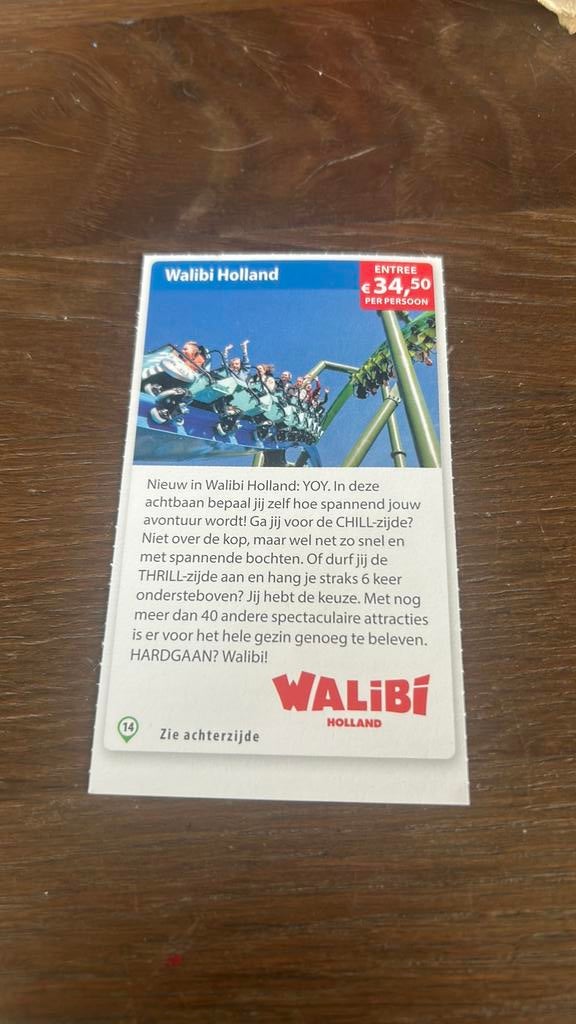 Walibi Holland
ENTREE
€ 34,50
PER PERSOON
Nieuw in Walibi Holland: YOY. In deze
achtbaan bepaal jij zelf hoe spannend jouw
avontuur wordt! Ga jij voor de CHILL-zijde?
Niet over de kop, maar wel net zo snel en
met spannende bochten. Of durf jij de
THRILL-zijde aan en hang je straks 6 keer
ondersteboven? Jij hebt de keuze. Met nog
meer dan 40 andere spectaculaire attracties
is er voor het hele gezin genoeg te beleven.
HARDGAAN? Walibi!
WALiBi
HOLLAND
14
Zie achterzijde